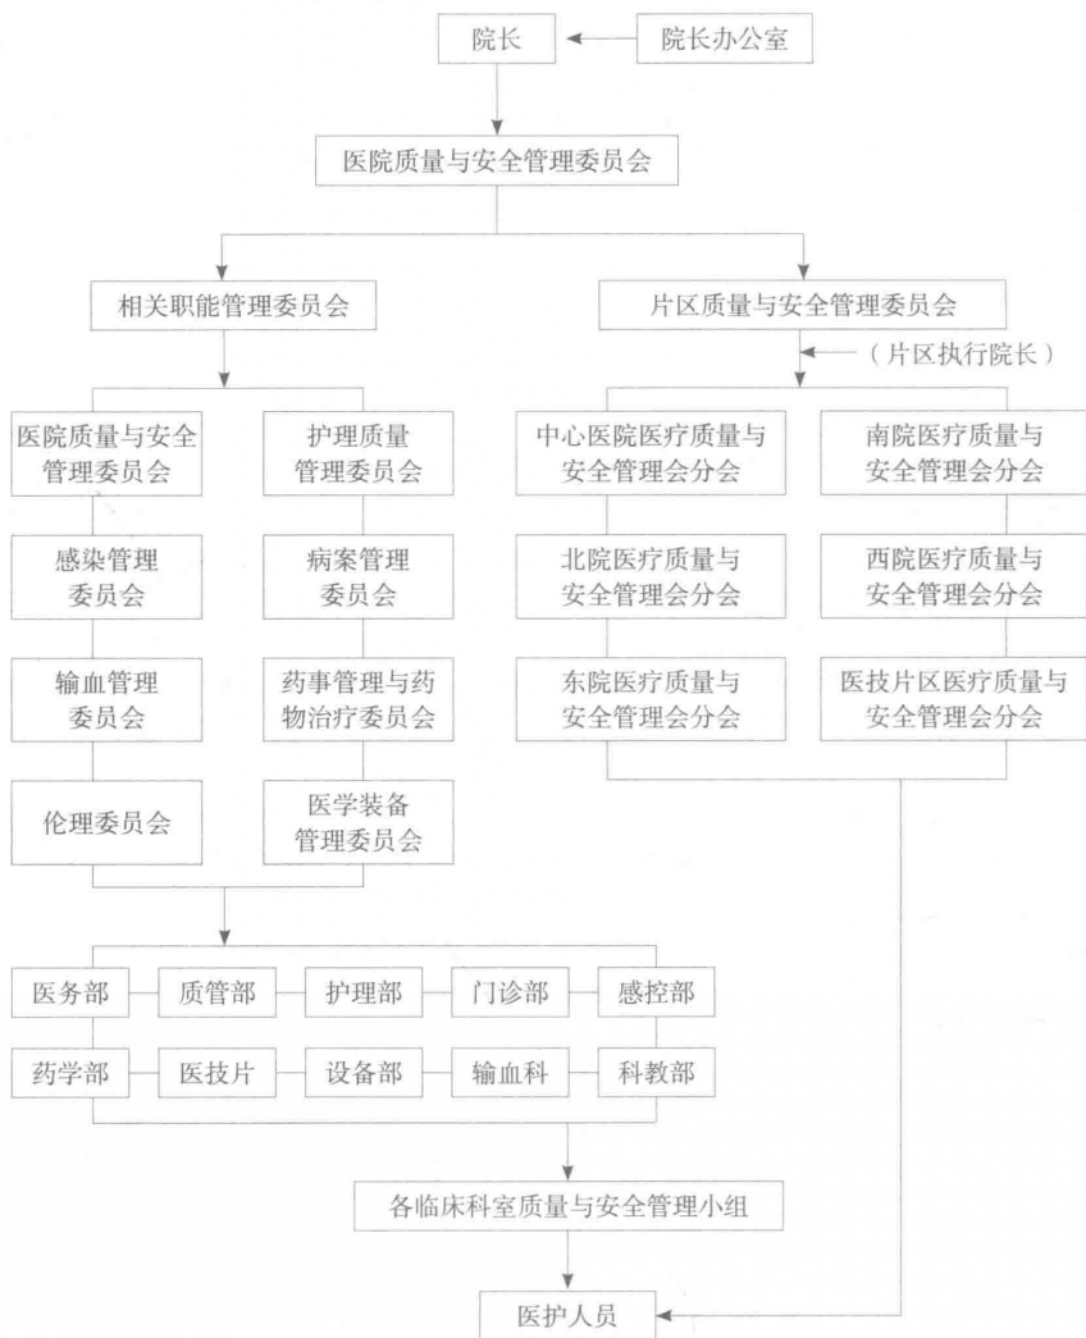 院长
院长办公室
医院质量与安全管理委员会
相关职能管理委员会
片区质量与安全管理委员会
（片区执行院长）
医院质量与安全
管理委员会
护理质量
管理委员会
中心医院医疗质量与
安全管理会分会
南院医疗质量与
安全管理会分会
感染管理
委员会
病案管理
委员会
北院医疗质量与
安全管理会分会
西院医疗质量与
安全管理会分会
输血管理
委员会
药事管理与药
物治疗委员会
东院医疗质量与
安全管理会分会
医技片区医疗质量与
安全管理会分会
伦理委员会
医学装备
管理委员会
医务部
质管部
护理部
门诊部
感控部
药学部
医技片
设备部
输血科
科教部
各临床科室质量与安全管理小组
医护人员